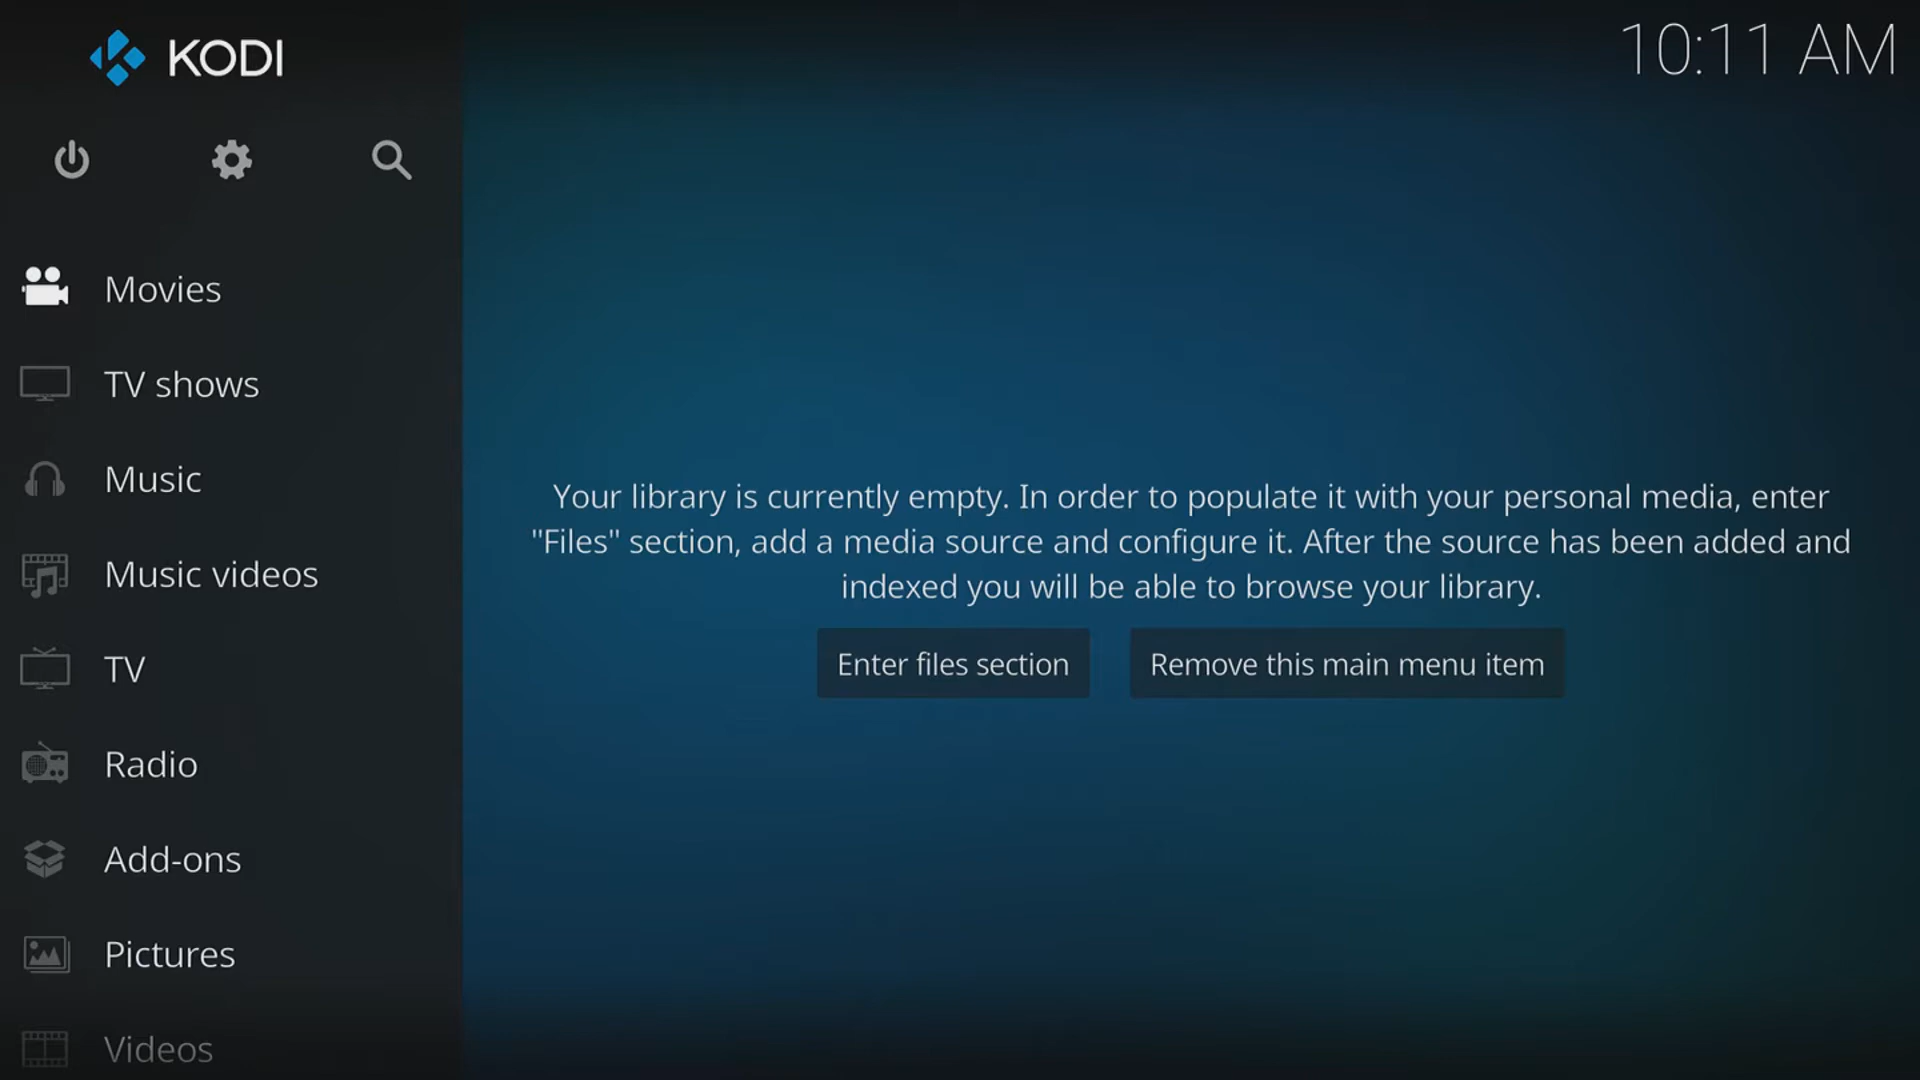 KODI
10:11 AM
Movies
TV shows
Music
Music videos
TV
Radio
Add-ons
Pictures
Videos
Your library is currently empty. In order to populate it with your personal media, enter
"Files" section, add a media source and configure it. After the source has been added and
indexed you will be able to browse your library.
Enter files section
Remove this main menu item